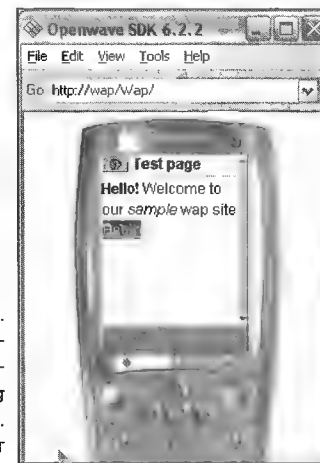 Openwave SDK 6.2.2
File Edit View Tools Help
Go http://wap/Wap/
Test page
Hello! Welcome to
our sample wap site